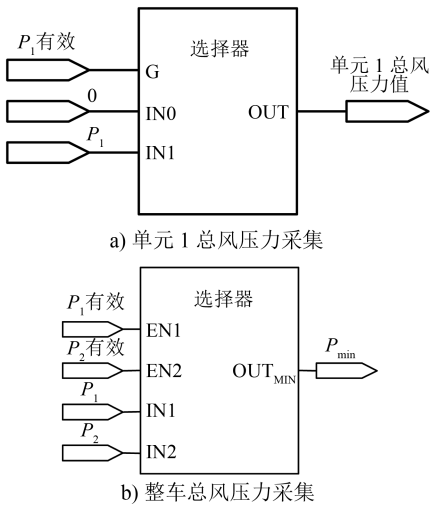 P1有效
选择器
G
单元 1 总风
压力值
0
IN0
OUT
P1
IN1
a) 单元 1 总风压力采集
P1有效
选择器
EN1
P2有效
EN2
OUTMIN
Pmin
P1
IN1
P2
IN2
b) 整车总风压力采集